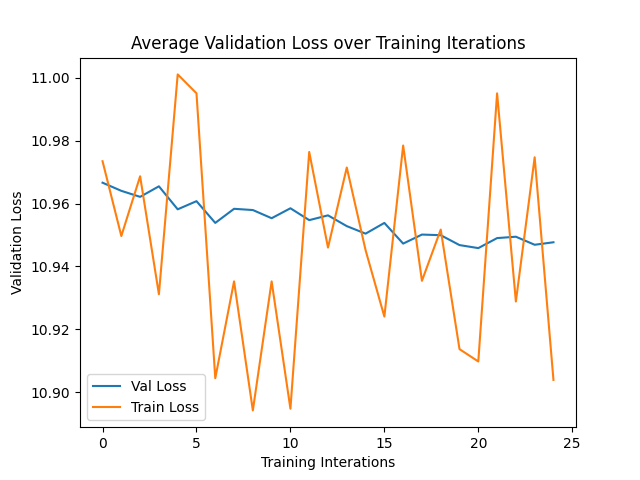 Average Validation Loss over Training Iterations
Validation Loss
11.00
10.98
10.96
10.94
10.92
10.90
Val Loss
Train Loss
0 5 10 15 20 25
Training Interations